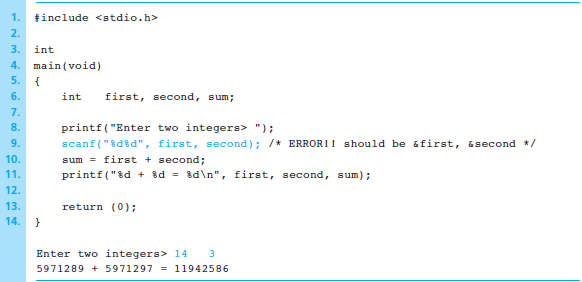 1. #include <stdio.h>
2.
3. int
4. main(void)
5. {
6. int first, second, sum;
7.
8. printf("Enter two integers> ");
9. scanf("%d%d", first, second); /* ERROR!! should be &first, &second */
10. sum = first + second;
11. printf("%d + %d = %d\n", first, second, sum);
12.
13. return (0);
14. }
Enter two integers> 14 3
5971289 + 5971297 = 11942586